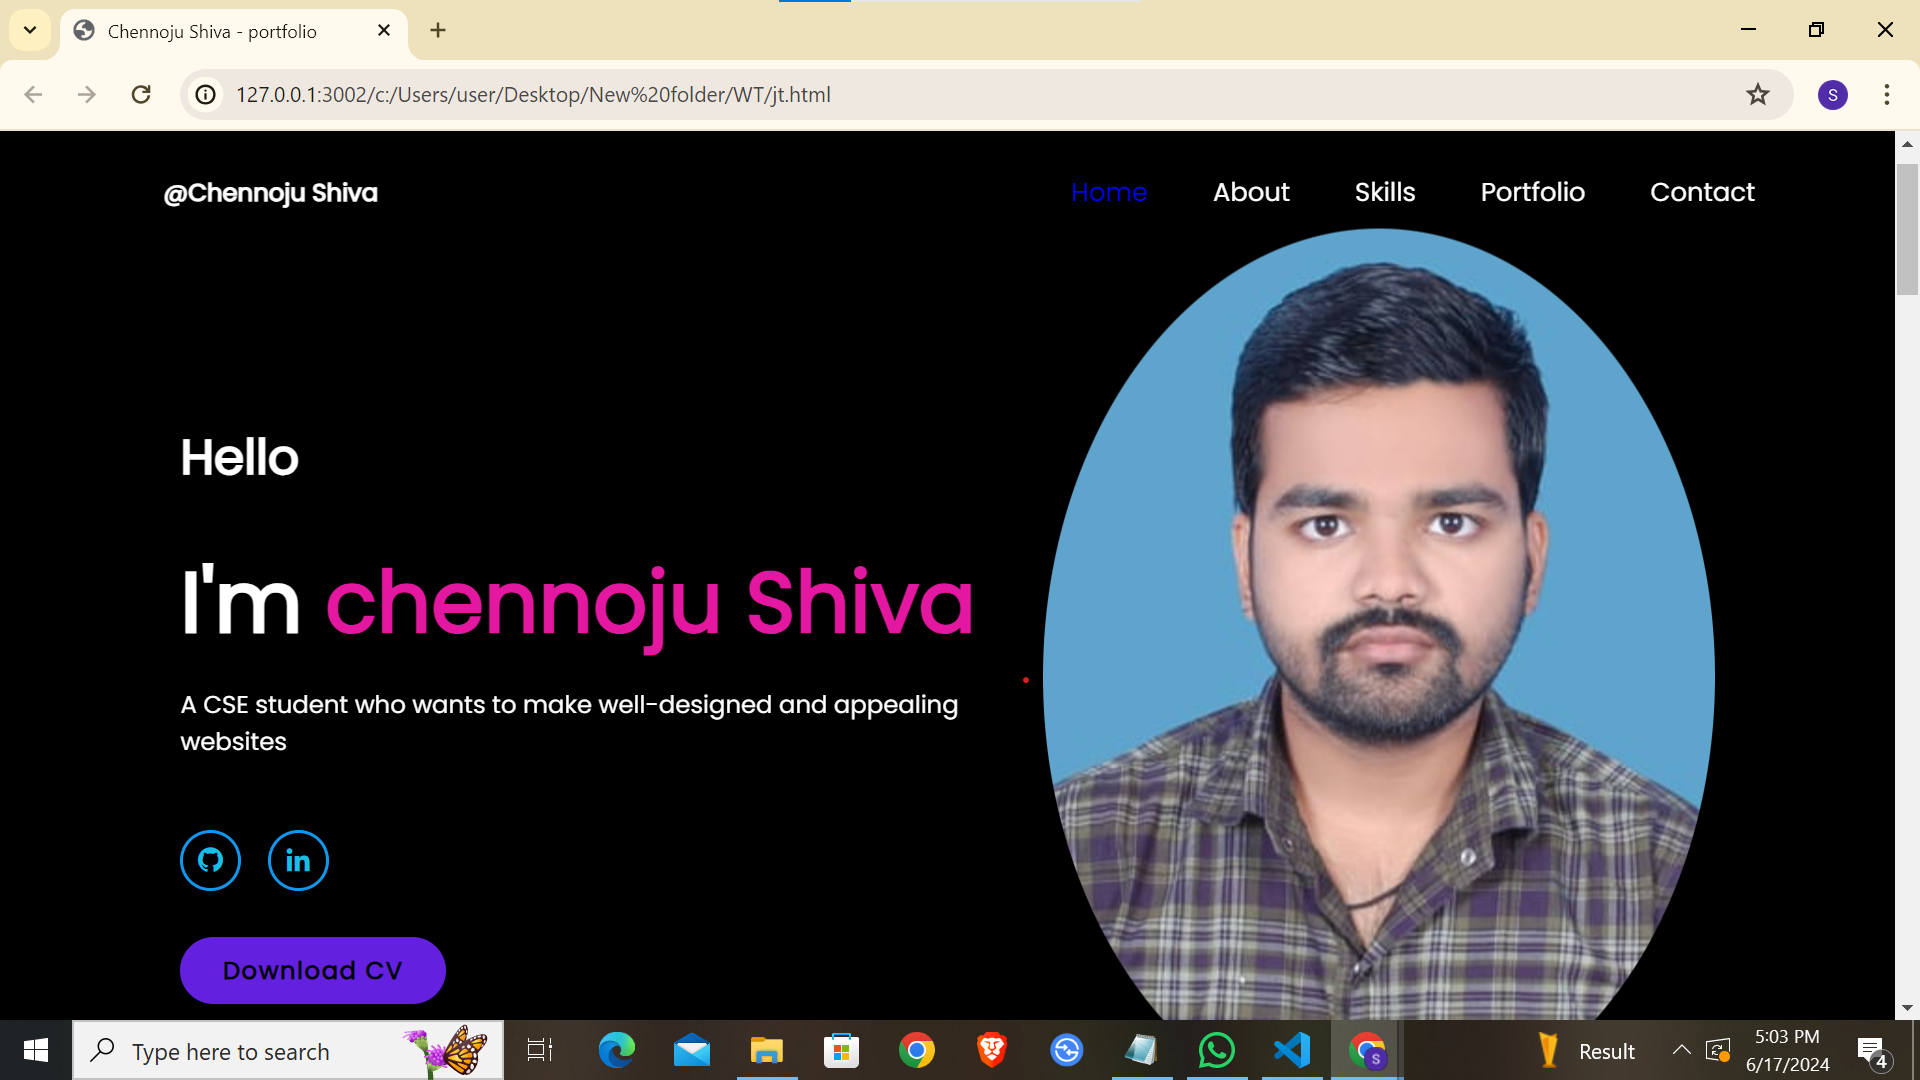 Chennoju Shiva - portfolio
127.0.0.1:3002/c:/Users/user/Desktop/New%20folder/WT/jt.html
S
@Chennoju Shiva
Home About Skills Portfolio Contact
Hello
I'm chennoju Shiva
A CSE student who wants to make well-designed and appealing
websites
in
Download CV
Type here to search
S
Result
5:03 PM
6/17/2024
4